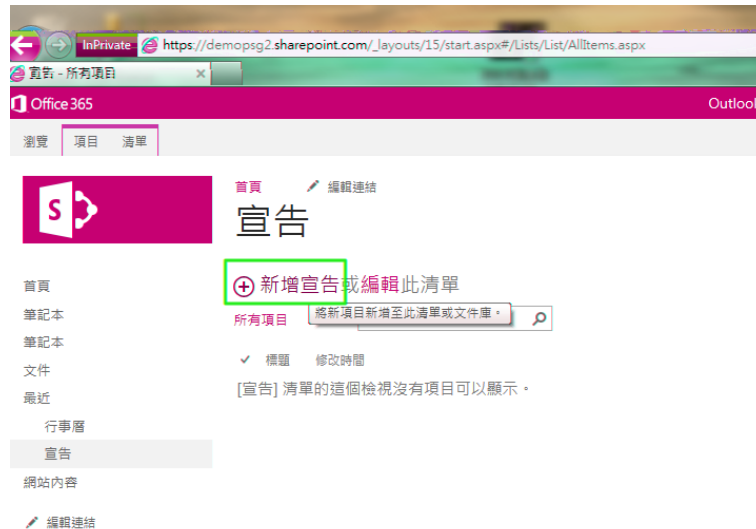 InPrivate https://demopsg2.sharepoint.com/_layouts/15/start.aspx#/Lists/List/AllItems.aspx
宣告 - 所有項目 ×
Office 365 Outlool
瀏覽 項目 清單
首頁 編輯連結
S
宣告
新增宣告或編輯此清單
首頁
將新項目新增至此清單或文件庫。
筆記本
所有項目
筆記本
標題 修改時間
文件
[宣告] 清單的這個檢視沒有項目可以顯示。
最近
行事曆
宣告
網站內容
編輯連結